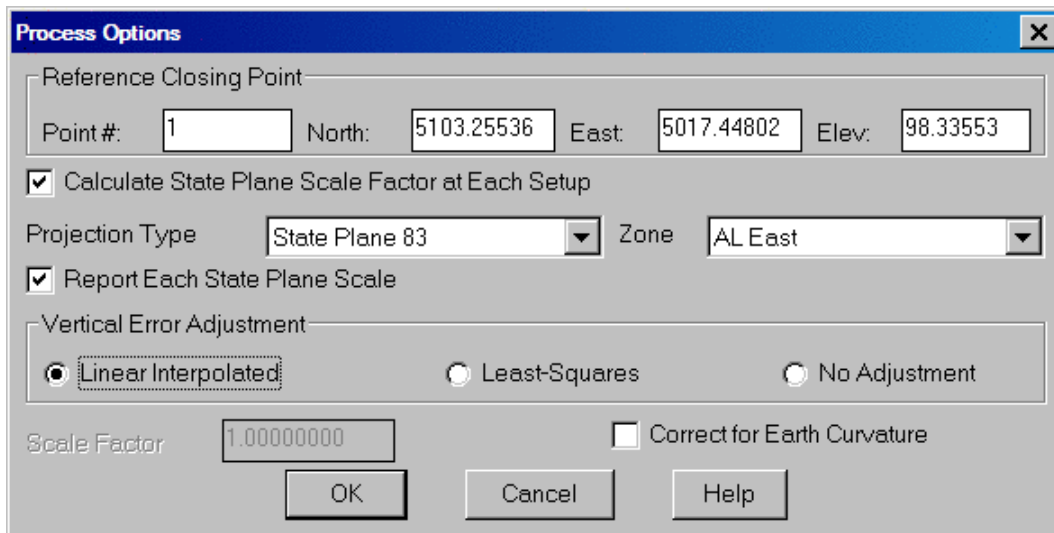 Process Options
Reference Closing Point
Point #: 1 North: 5103.25536 East: 5017.44802 Elev: 98.33553
Calculate State Plane Scale Factor at Each Setup
Projection Type State Plane 83 Zone AL East
Report Each State Plane Scale
Vertical Error Adjustment
Linear Interpolated Least-Squares No Adjustment
Scale Factor 1.00000000 Correct for Earth Curvature
OK Cancel Help